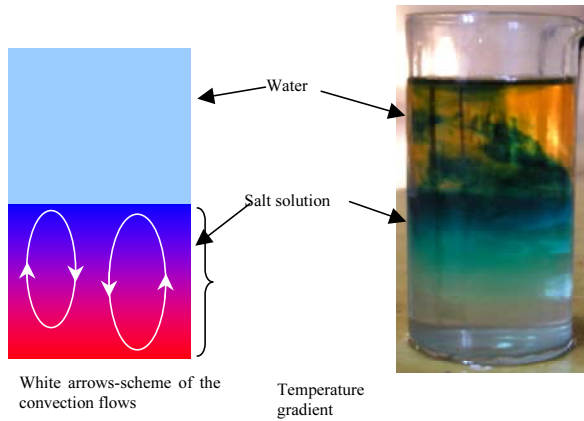 Water
Salt solution
White arrows-scheme of the
convection flows
Temperature
gradient